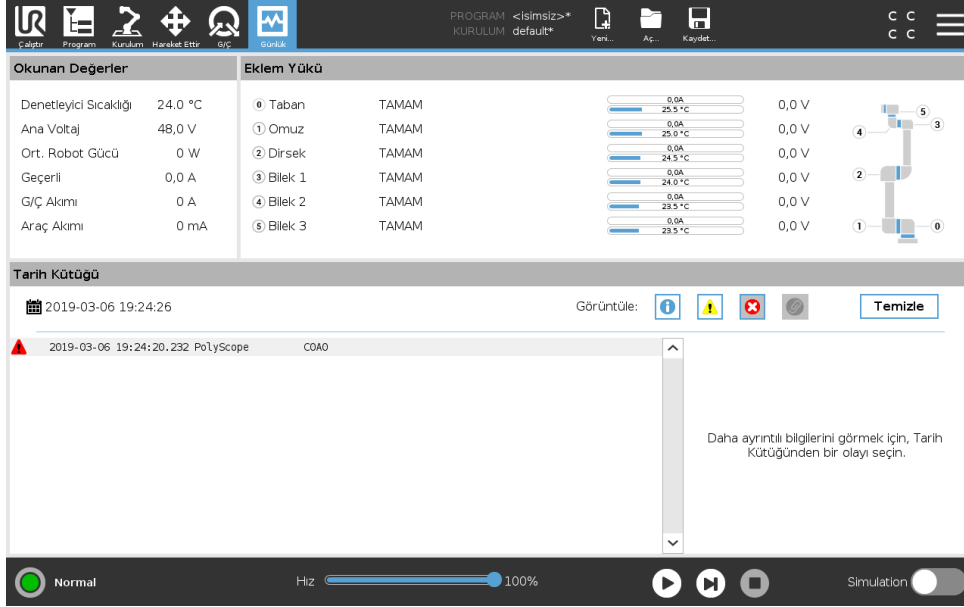 PROGRAM <isimsiz>*
KURULUM default*
C C
C C
Çalıştır Program Kurulum Hareket Ettir G/Ç Günlük Yeni... Aç... Kaydet...
Okunan Değerler
Eklem Yükü
Denetleyici Sıcaklığı 24.0 °C
Ana Voltaj 48,0 V
Ort. Robot Gücü 0 W
Geçerli 0,0 A
G/Ç Akımı 0 A
Araç Akımı 0 mA
0 Taban TAMAM 0,0A 25.5 °C 0,0 V
1 Omuz TAMAM 0,0A 25.0 °C 0,0 V
2 Dirsek TAMAM 0,0A 24.5 °C 0,0 V
3 Bilek 1 TAMAM 0,0A 24.0 °C 0,0 V
4 Bilek 2 TAMAM 0,0A 23.5 °C 0,0 V
5 Bilek 3 TAMAM 0,0A 23.5 °C 0,0 V
5
4 3
2
1 0
Tarih Kütüğü
2019-03-06 19:24:26
Görüntüle:
Temizle
2019-03-06 19:24:20.232 PolyScope C0A0
Daha ayrıntılı bilgilerini görmek için, Tarih
Kütüğünden bir olayı seçin.
Normal
Hız 100%
Simulation